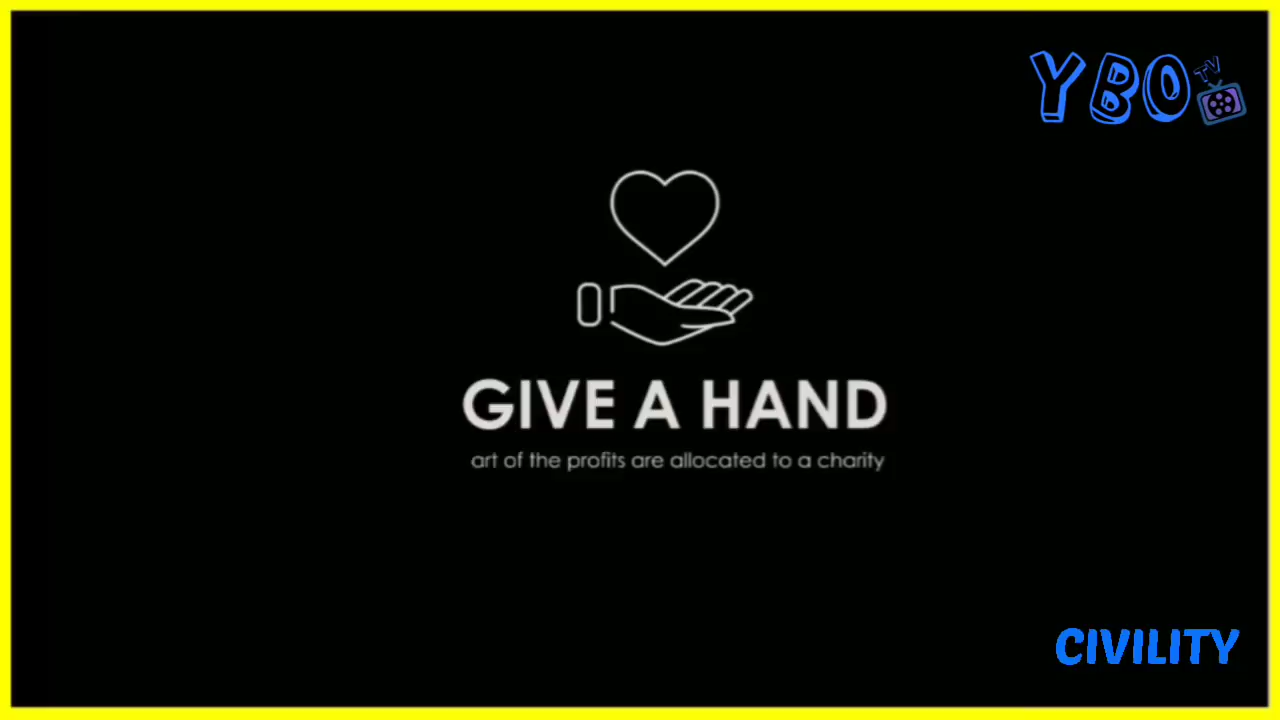 YBO TV
GIVE A HAND
art of the profits are allocated to a charity
CIVILITY